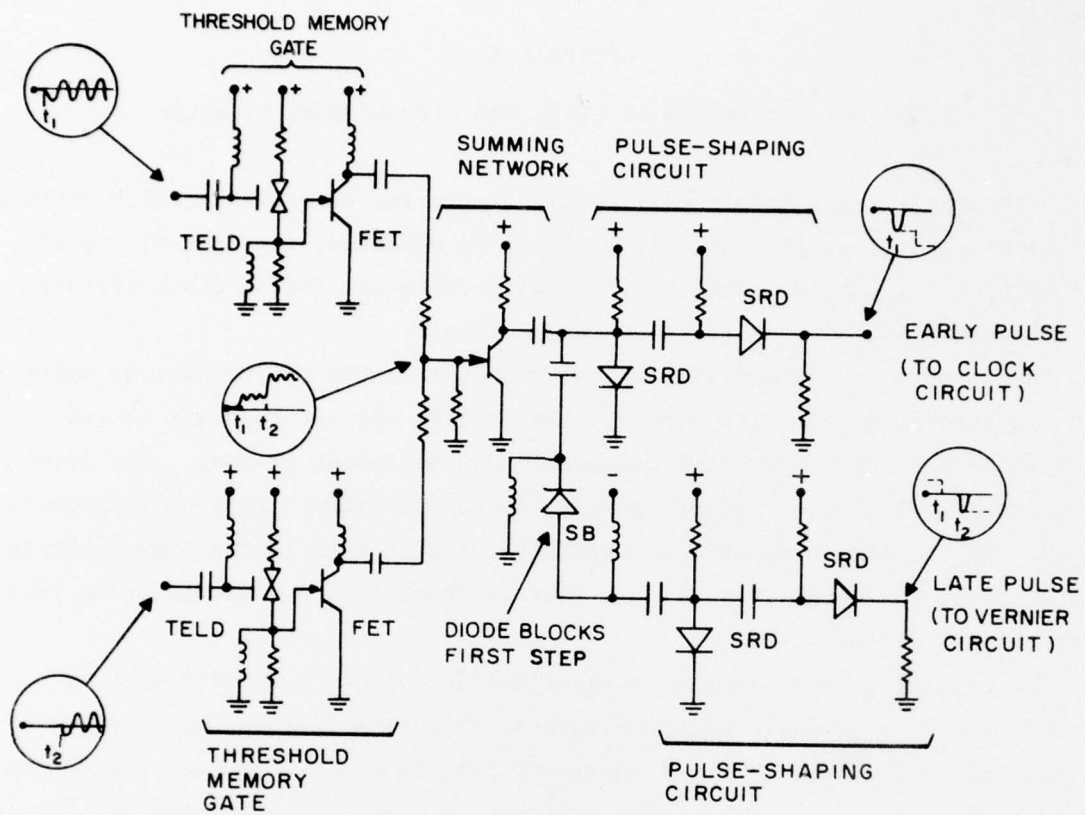 THRESHOLD MEMORY
GATE
+
+
+
t1
TELD
FET
SUMMING
NETWORK
PULSE-SHAPING
CIRCUIT
+
+
+
t1
SRD
SRD
EARLY PULSE
(TO CLOCK
CIRCUIT)
t1 t2
+
+
+
-
+
+
t1 t2
SB
SRD
SRD
LATE PULSE
(TO VERNIER
CIRCUIT)
TELD
FET
DIODE BLOCKS
FIRST STEP
t2
THRESHOLD
MEMORY
GATE
PULSE-SHAPING
CIRCUIT